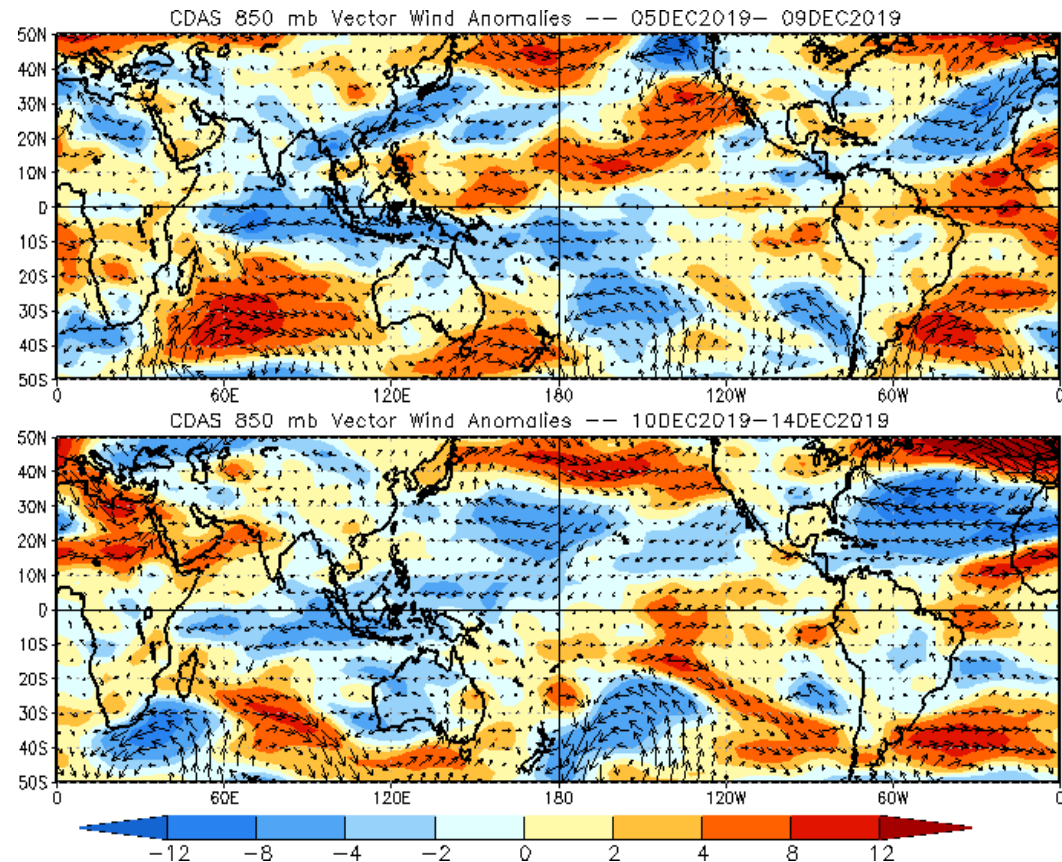 CDAS 850 mb Vector Wind Anomalies -- 05DEC2019- 09DEC2019
50N
40N
30N
20N
10N
0
10S
20S
30S
40S
50S
0 60E 120E 180 120W 60W 0
CDAS 850 mb Vector Wind Anomalies -- 10DEC2019-14DEC2019
50N
40N
30N
20N
10N
0
10S
20S
30S
40S
50S
0 60E 120E 180 120W 60W 0
-12 -8 -4 -2 0 2 4 8 12